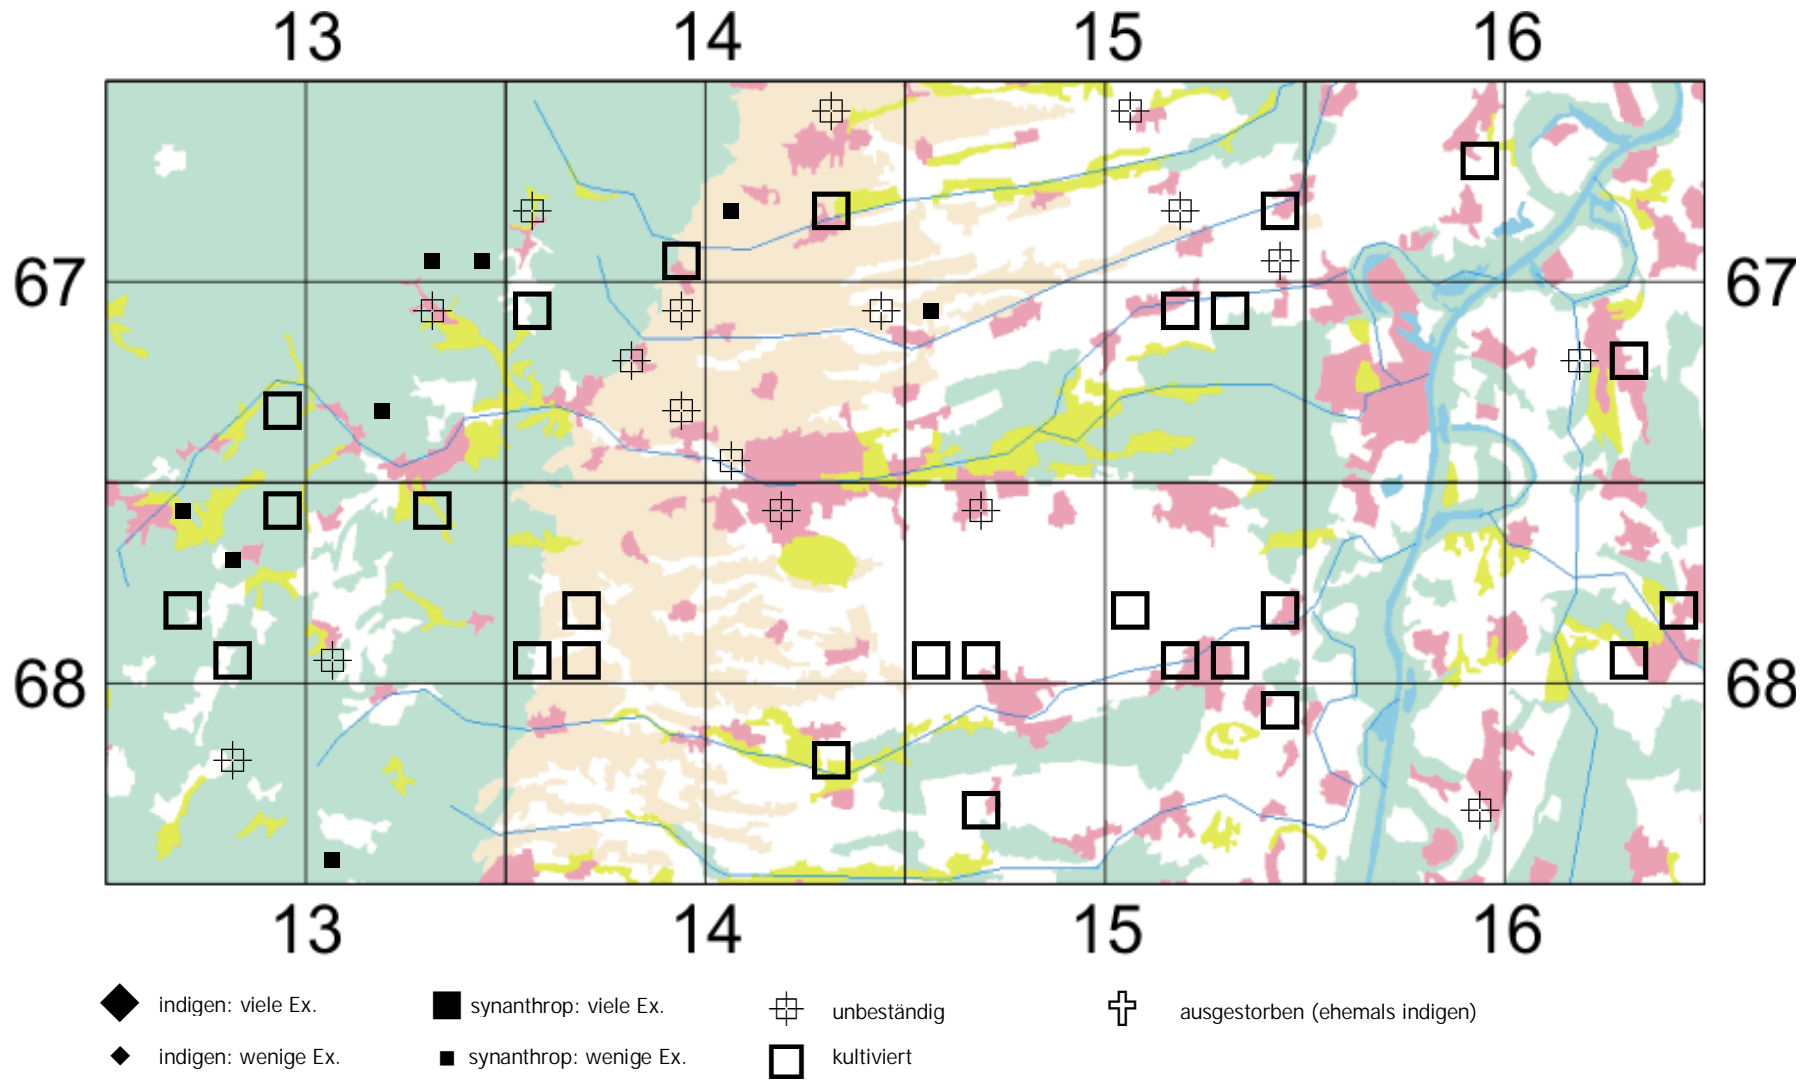 13 14 15 16
67 67
68 68
13 14 15 16
indigen: viele Ex. synanthrop: viele Ex. unbeständig ausgestorben (ehemals indigen)
indigen: wenige Ex. synanthrop: wenige Ex. kultiviert